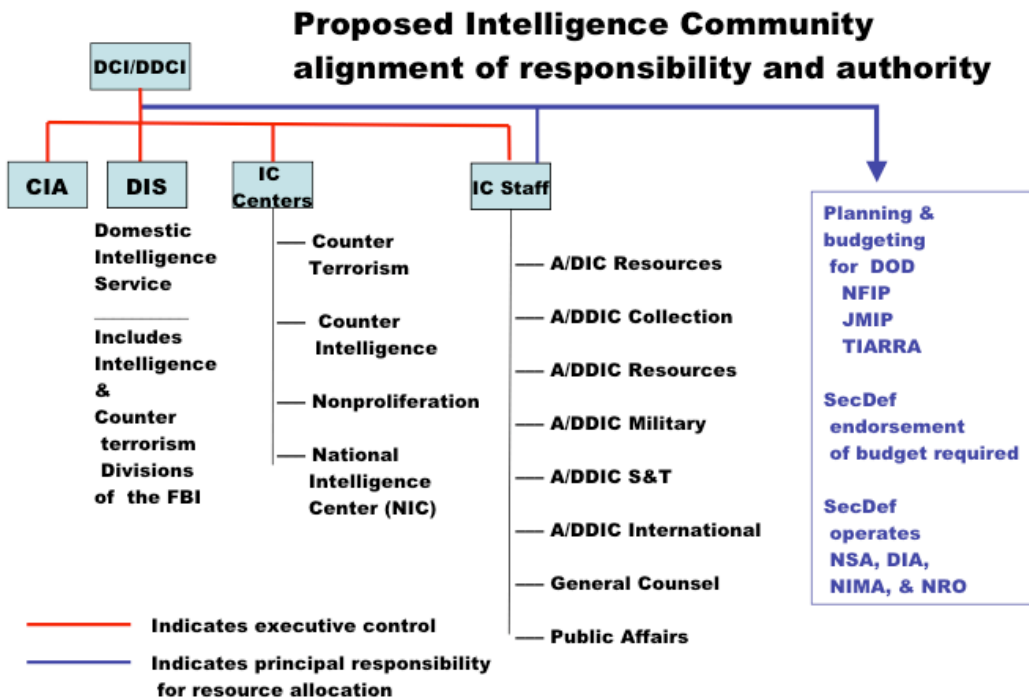 Proposed Intelligence Community
alignment of responsibility and authority
DCI/DDCI
CIA
DIS
Domestic
Intelligence
Service
Includes
Intelligence
&
Counter
terrorism
Divisions
of the FBI
IC
Centers
Counter
Terrorism
Counter
Intelligence
Nonproliferation
National
Intelligence
Center (NIC)
IC Staff
A/DIC Resources
A/DDIC Collection
A/DDIC Resources
A/DDIC Military
A/DDIC S&T
A/DDIC International
General Counsel
Public Affairs
Planning &
budgeting
for DOD
NFIP
JMIP
TIARRA
SecDef
endorsement
of budget required
SecDef
operates
NSA, DIA,
NIMA, & NRO
Indicates executive control
Indicates principal responsibility
for resource allocation